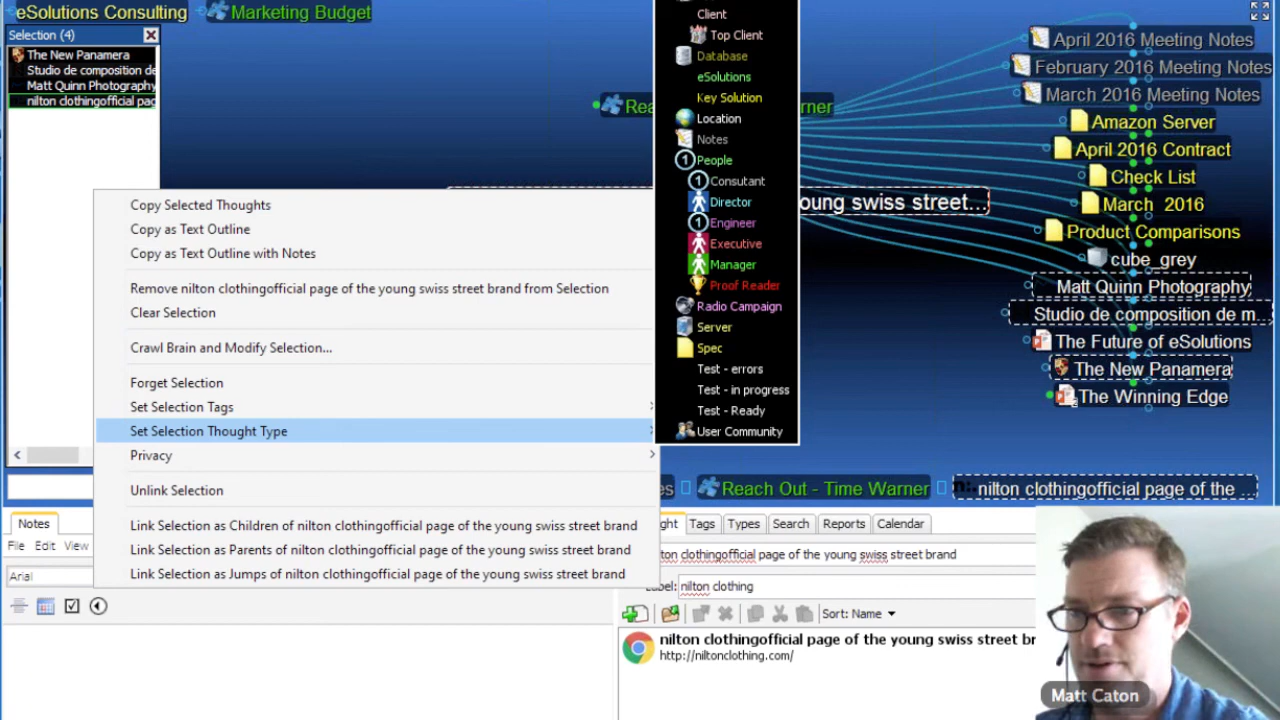 eSolutions Consulting
Marketing Budget
Selection (4)
The New Panamera
Studio de composition de
Matt Quinn Photography
nilton clothingofficial pag
Copy Selected Thoughts
Copy as Text Outline
Copy as Text Outline with Notes
Remove nilton clothingofficial page of the young swiss street brand from Selection
Clear Selection
Crawl Brain and Modify Selection...
Forget Selection
Set Selection Tags
Set Selection Thought Type
Privacy
Unlink Selection
Link Selection as Children of nilton clothingofficial page of the young swiss street brand
Link Selection as Parents of nilton clothingofficial page of the young swiss street brand
Link Selection as Jumps of nilton clothingofficial page of the young swiss street brand
Client
Top Client
Database
eSolutions
Key Solution
Location
Notes
People
Consutant
Director
Engineer
Executive
Manager
Proof Reader
Radio Campaign
Server
Spec
Test - errors
Test - in progress
Test - Ready
User Community
Rea
rner
oung swiss street...
April 2016 Meeting Notes
February 2016 Meeting Notes
March 2016 Meeting Notes
Amazon Server
April 2016 Contract
Check List
March 2016
Product Comparisons
cube_grey
Matt Quinn Photography
Studio de composition de m...
The Future of eSolutions
The New Panamera
The Winning Edge
es
Reach Out - Time Warner
nilton clothingofficial page of the ...
Notes
File Edit View
Arial
ght Tags Types Search Reports Calendar
ton clothingofficial page of the young swiss street brand
abel: nilton clothing
Sort: Name
nilton clothingofficial page of the young swiss street br
http://niltonclothing.com/
Matt Caton